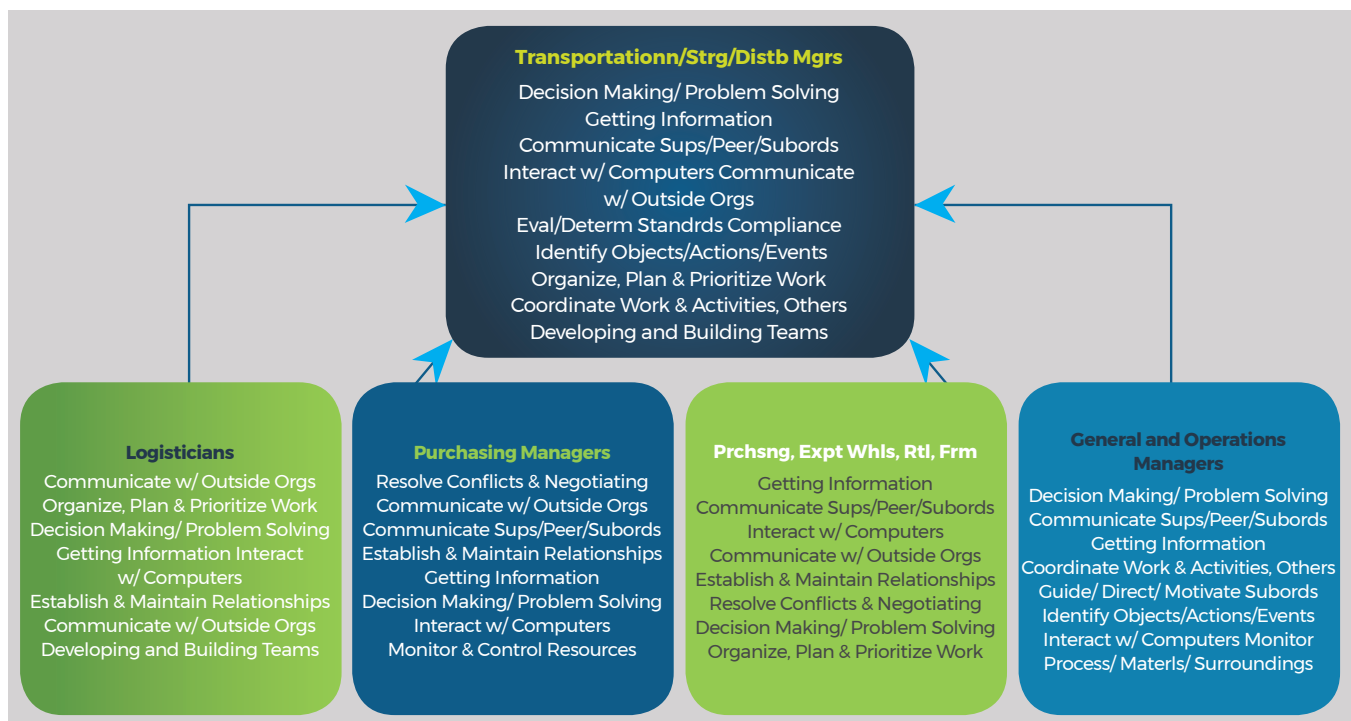 Transportationn/Strg/Distb Mgrs
Decision Making/ Problem Solving
Getting Information
Communicate Sups/Peer/Subords
Interact w/ Computers Communicate
w/ Outside Orgs
Eval/Determ Standrds Compliance
Identify Objects/Actions/Events
Organize, Plan & Prioritize Work
Coordinate Work & Activities, Others
Developing and Building Teams
Logisticians
Communicate w/ Outside Orgs
Organize, Plan & Prioritize Work
Decision Making/ Problem Solving
Getting Information Interact
w/ Computers
Establish & Maintain Relationships
Communicate w/ Outside Orgs
Developing and Building Teams
Purchasing Managers
Resolve Conflicts & Negotiating
Communicate w/ Outside Orgs
Communicate Sups/Peer/Subords
Establish & Maintain Relationships
Getting Information
Decision Making/ Problem Solving
Interact w/ Computers
Monitor & Control Resources
Prchsng, Expt Whls, Rtl, Frm
Getting Information
Communicate Sups/Peer/Subords
Interact w/ Computers
Communicate w/ Outside Orgs
Establish & Maintain Relationships
Resolve Conflicts & Negotiating
Decision Making/ Problem Solving
Organize, Plan & Prioritize Work
General and Operations
Managers
Decision Making/ Problem Solving
Communicate Sups/Peer/Subords
Getting Information
Coordinate Work & Activities, Others
Guide/ Direct/ Motivate Subords
Identify Objects/Actions/Events
Interact w/ Computers Monitor
Process/ Materls/ Surroundings